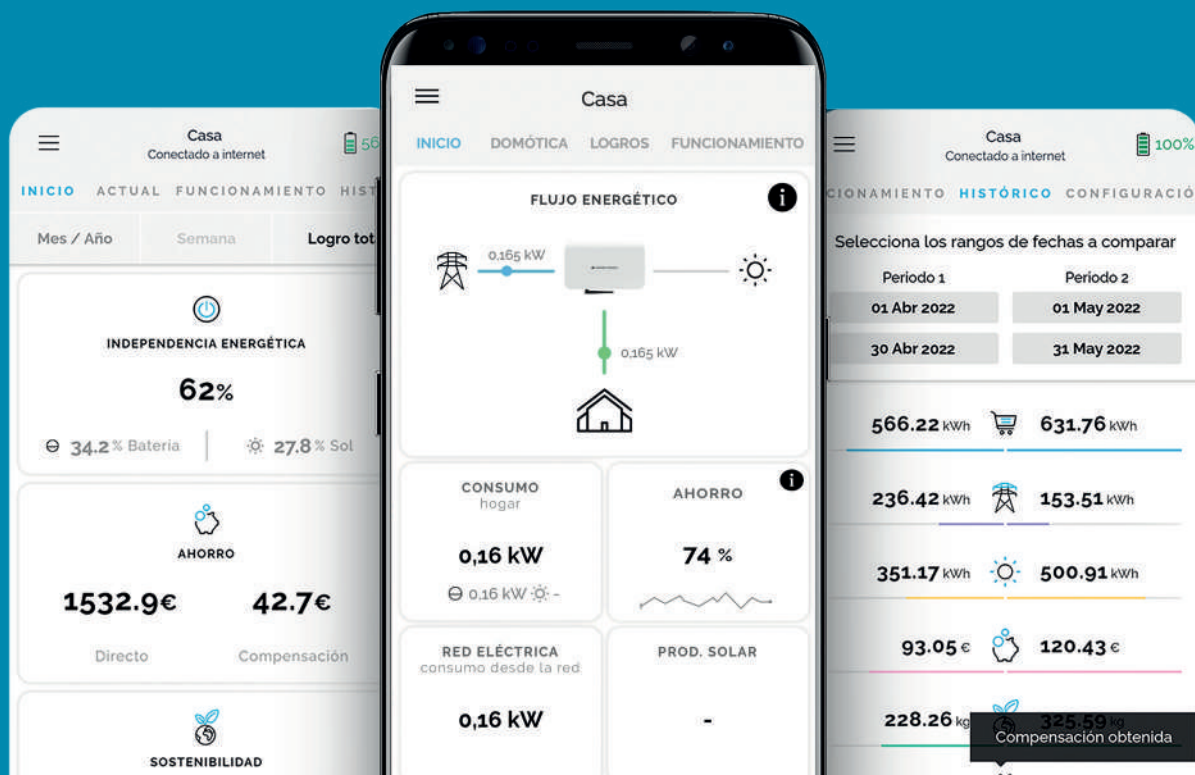 Casa
Conectado a internet
56
INICIO ACTUAL FUNCIONAMIENTO HIST
Mes / Año Semana Logro tot
INDEPENDENCIA ENERGÉTICA
62%
34.2% Batería 27.8% Sol
AHORRO
1532.9€ 42.7€
Directo Compensación
SOSTENIBILIDAD
Casa
INICIO DOMÓTICA LOGROS FUNCIONAMIENTO
FLUJO ENERGÉTICO
0,165 kW
0,165 kW
CONSUMO
hogar
0,16 kW
0,16 kW -
AHORRO
74 %
RED ELÉCTRICA
consumo desde la red
0,16 kW
PROD. SOLAR
-
Casa
Conectado a internet
100%
CIONAMIENTO HISTÓRICO CONFIGURACIÓ
Selecciona los rangos de fechas a comparar
Periodo 1 Periodo 2
01 Abr 2022 01 May 2022
30 Abr 2022 31 May 2022
566.22 kWh 631.76 kWh
236.42 kWh 153.51 kWh
351.17 kWh 500.91 kWh
93.05 € 120.43 €
228.26 kg 325.59 kg
Compensación obtenida